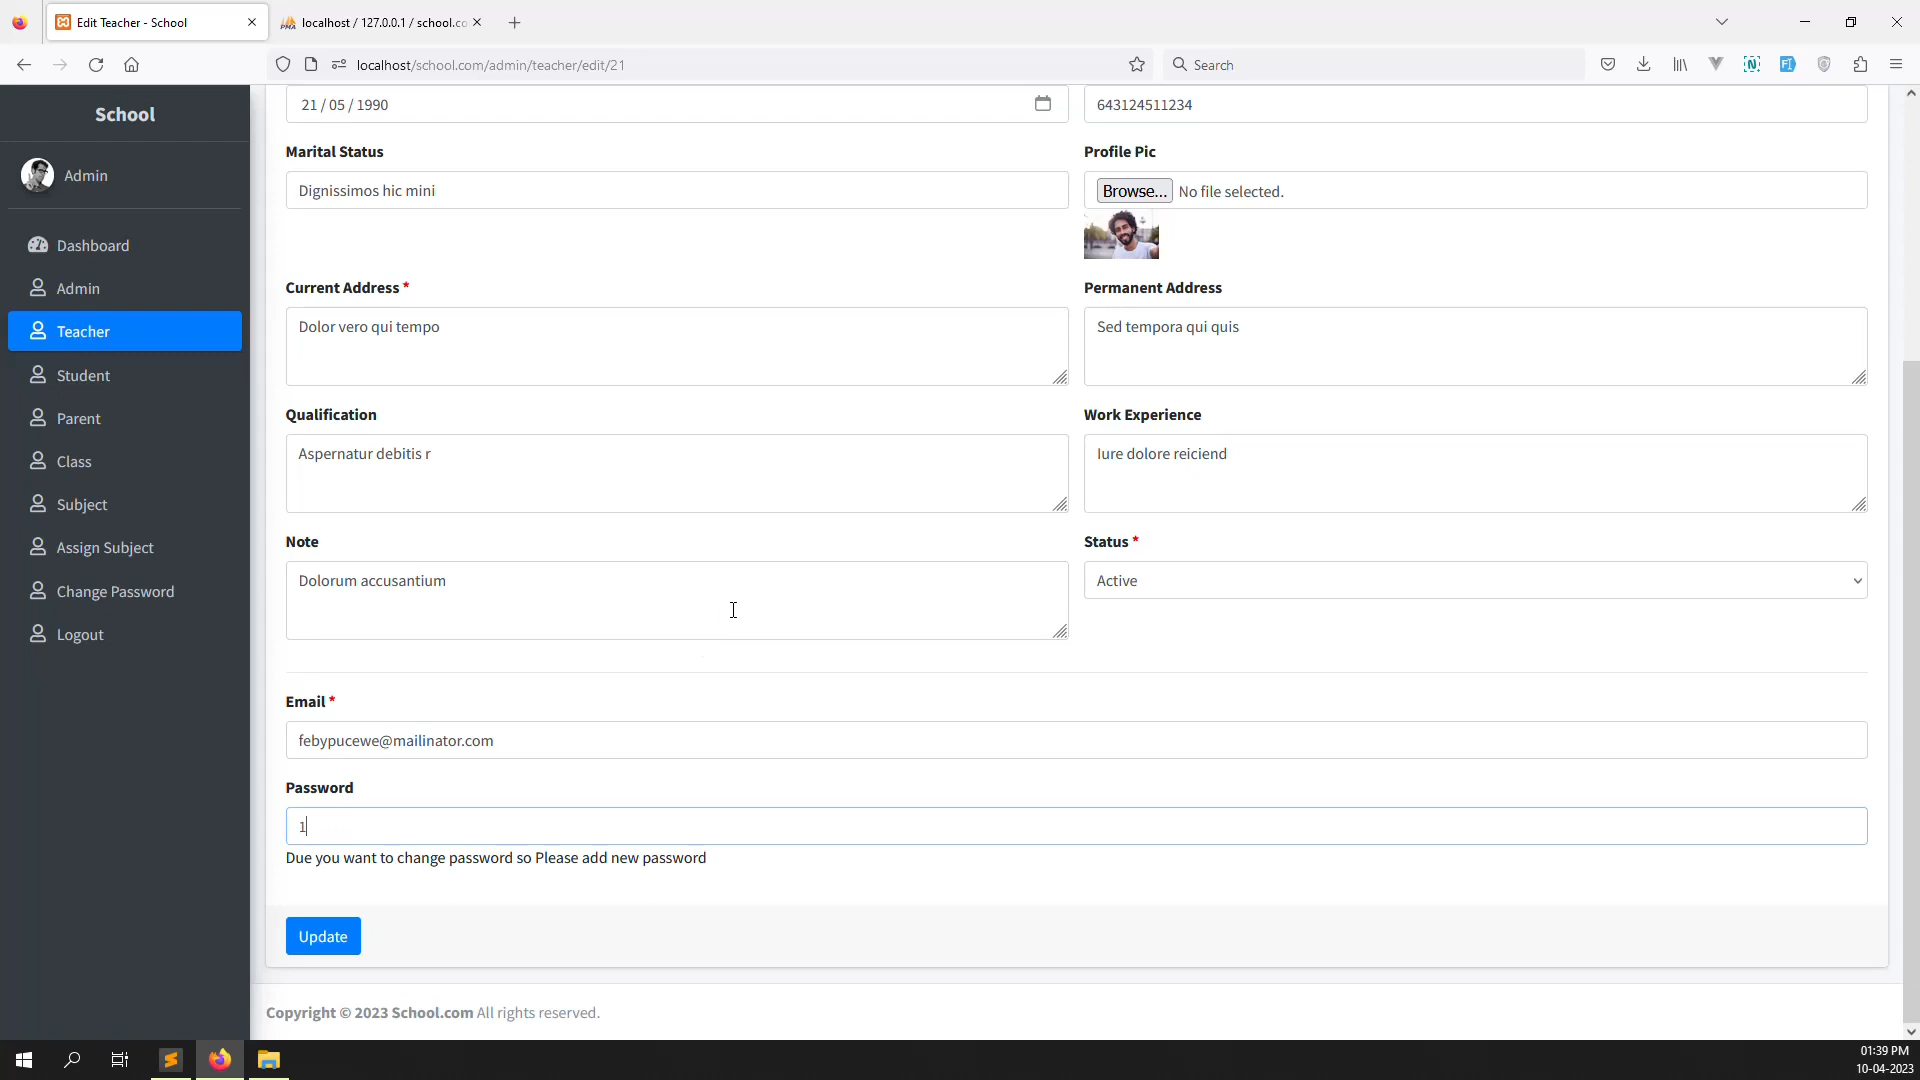 Edit Teacher - School
localhost / 127.0.0.1 / school.co
localhost/school.com/admin/teacher/edit/21
Search
School
Admin
Dashboard
Admin
Teacher
Student
Parent
Class
Subject
Assign Subject
Change Password
Logout
21 / 05 / 1990
643124511234
Marital Status
Profile Pic
Dignissimos hic mini
Browse... No file selected.
Current Address *
Permanent Address
Dolor vero qui tempo
Sed tempora qui quis
Qualification
Work Experience
Aspernatur debitis r
Iure dolore reiciend
Note
Status *
Dolorum accusantium
Active
Email *
febypucewe@mailinator.com
Password
1
Due you want to change password so Please add new password
Update
Copyright © 2023 School.com All rights reserved.
01:39 PM
10-04-2023